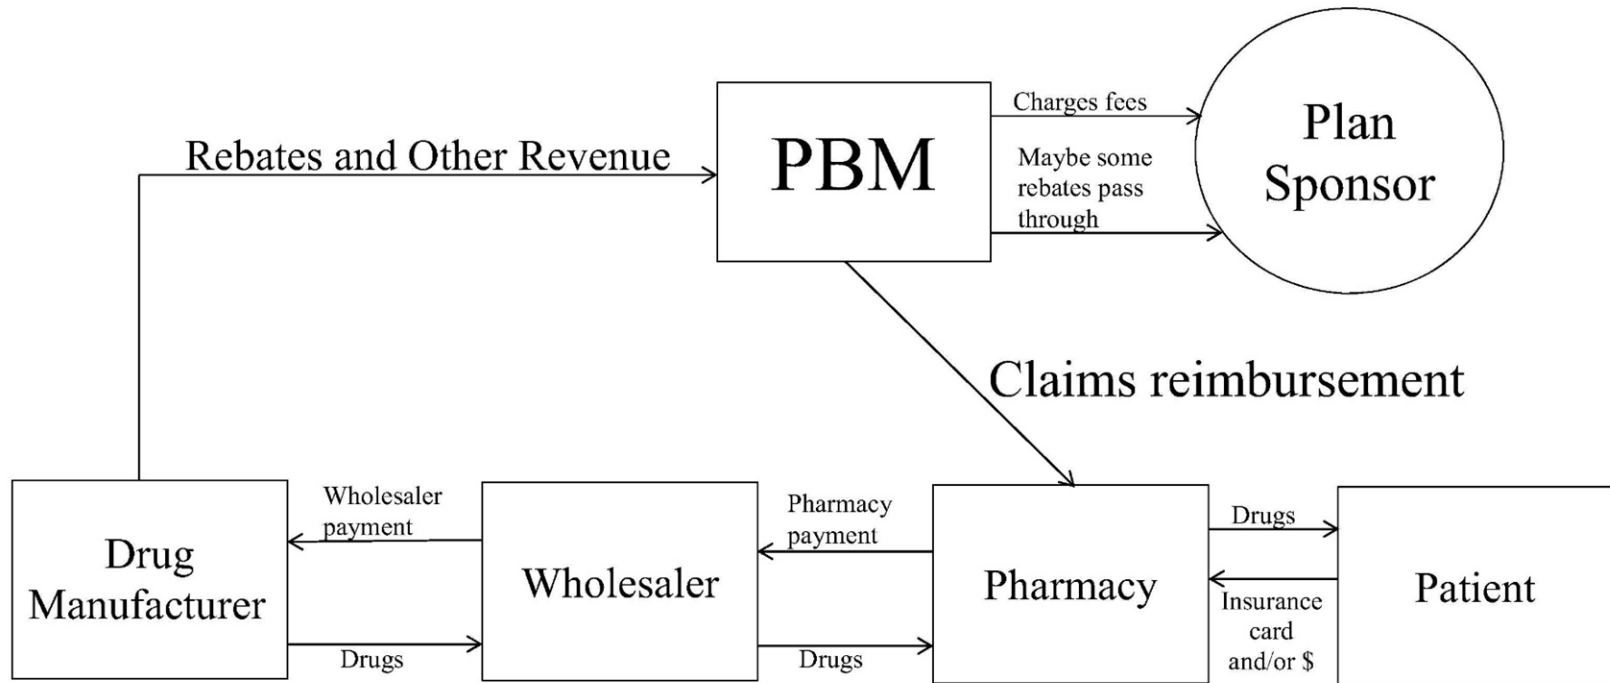 Charges fees
Plan
Sponsor
Rebates and Other Revenue
PBM
Maybe some
rebates pass
through
Claims reimbursement
Wholesaler
payment
Pharmacy
payment
Drugs
Drug
Manufacturer
Wholesaler
Pharmacy
Patient
Insurance
card
and/or $
Drugs
Drugs